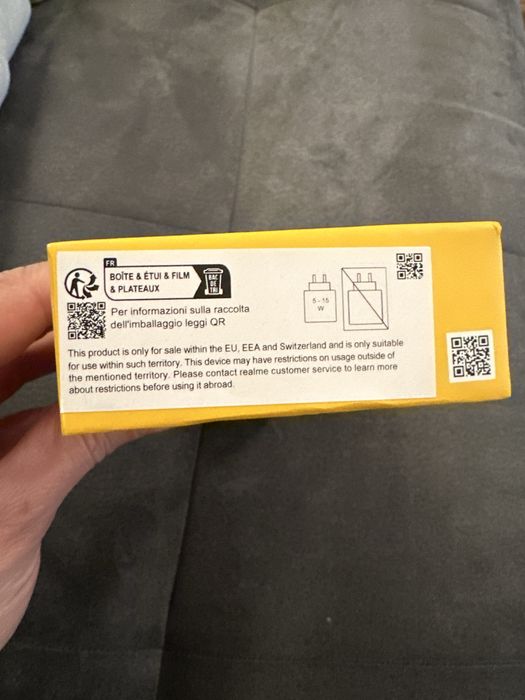 FR
BOÎTE & ÉTUI & FILM
& PLATEAUX
BAC
DE
TRI
Per informazioni sulla raccolta
dell'imballaggio leggi QR
5 - 15
W
This product is only for sale within the EU, EEA and Switzerland and is only suitable
for use within such territory. This device may have restrictions on usage outside of
the mentioned territory. Please contact realme customer service to learn more
about restrictions before using it abroad.